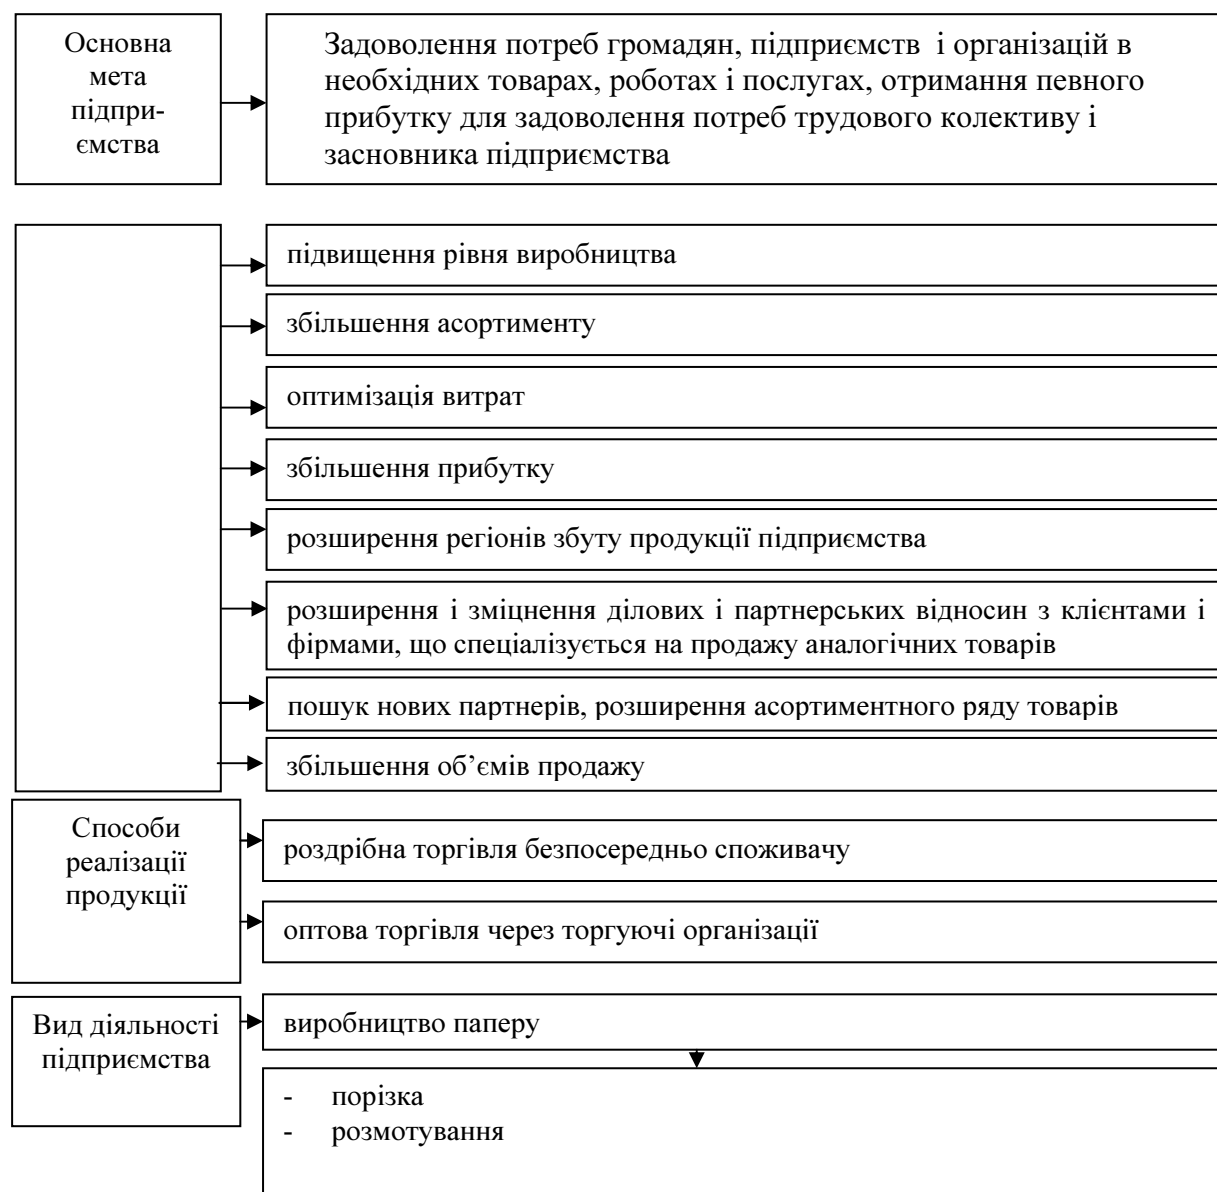 Основна
мета
підпри-
ємства
Задоволення потреб громадян, підприємств і організацій в
необхідних товарах, роботах і послугах, отримання певного
прибутку для задоволення потреб трудового колективу і
засновника підприємства
підвищення рівня виробництва
збільшення асортименту
оптимізація витрат
збільшення прибутку
розширення регіонів збуту продукції підприємства
розширення і зміцнення ділових і партнерських відносин з клієнтами і
фірмами, що спеціалізується на продажу аналогічних товарів
пошук нових партнерів, розширення асортиментного ряду товарів
збільшення об’ємів продажу
Способи
реалізації
продукції
роздрібна торгівля безпосередньо споживачу
оптова торгівля через торгуючі організації
Вид діяльності
підприємства
виробництво паперу
- порізка
- розмотування